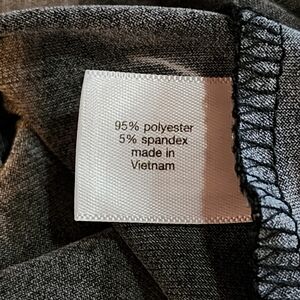 95% polyester
5% spandex
made in
Vietnam